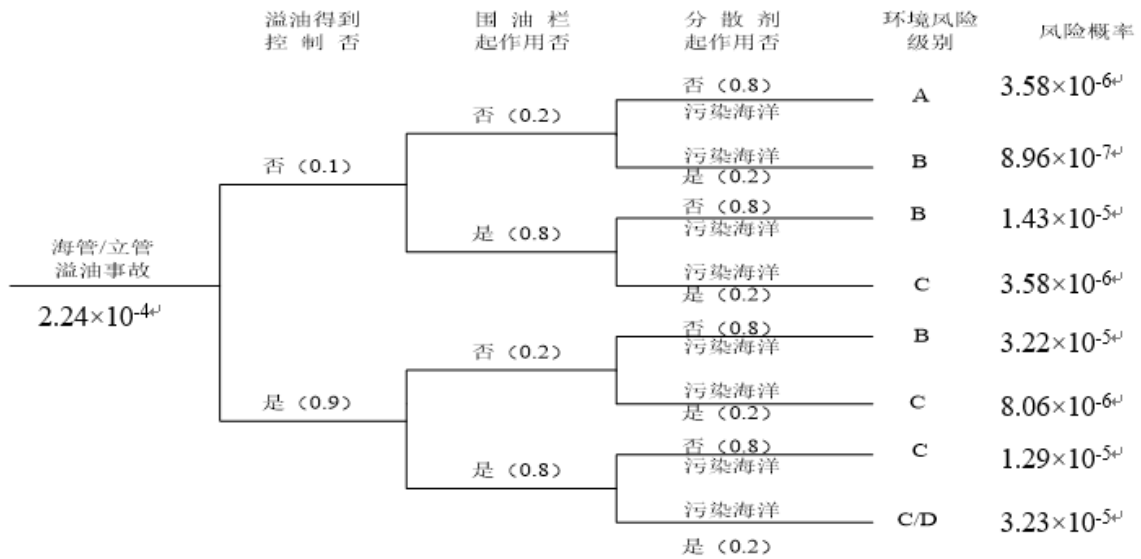 溢油得到
控制否
围油栏
起作用否
分散剂
起作用否
环境风险
级别
风险概率
否（0.8）
污染海洋
A
3.58×10⁻⁶↵
否（0.2）
污染海洋
是（0.2）
B
8.96×10⁻⁷↵
否（0.1）
否（0.8）
污染海洋
B
1.43×10⁻⁵↵
是（0.8）
污染海洋
是（0.2）
C
3.58×10⁻⁶↵
海管/立管
溢油事故
2.24×10⁻⁴↵
否（0.8）
污染海洋
B
3.22×10⁻⁵↵
否（0.2）
污染海洋
是（0.2）
C
8.06×10⁻⁶↵
是（0.9）
否（0.8）
污染海洋
C
1.29×10⁻⁵↵
是（0.8）
污染海洋
是（0.2）
C/D
3.23×10⁻⁵↵